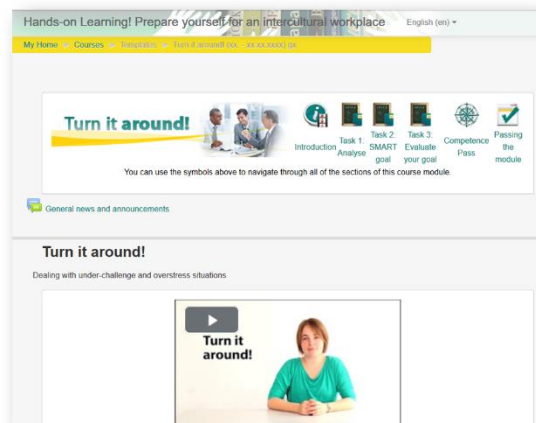 Hands-on Learning! Prepare yourself for an intercultural workplace English (en)
My Home Courses Templates Turn it around! (xx
Turn it around!
Introduction
Task 1:
Analyse
Task 2:
SMART
goal
Task 3:
Evaluate
your goal
Competence
Pass
Passing
the
module
You can use the symbols above to navigate through all of the sections of this course module.
General news and announcements
Turn it around!
Dealing with under-challenge and overstress situations
Turn it
around!